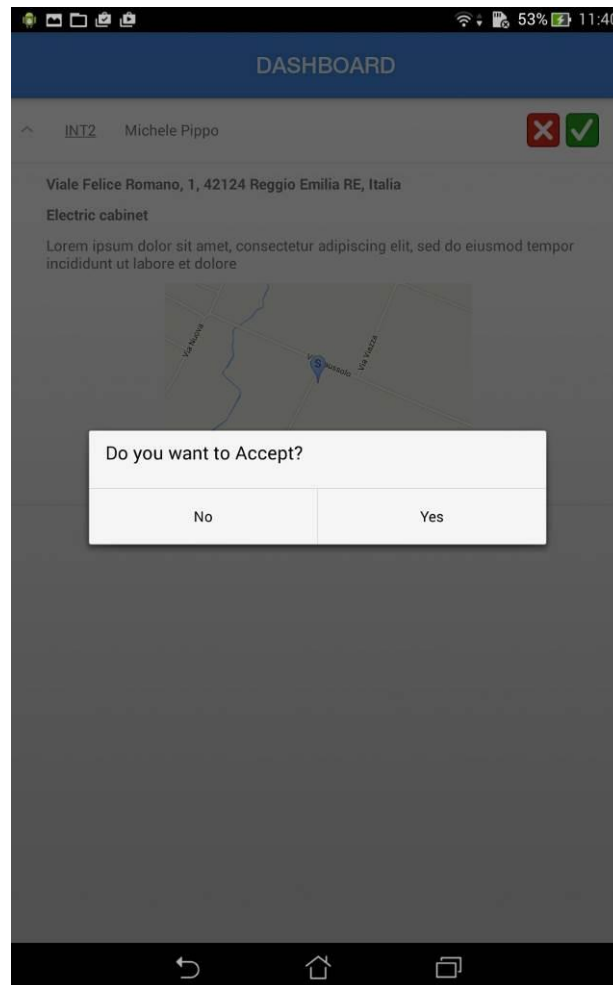 53% 11:40
DASHBOARD
INT2 Michele Pippo
Viale Felice Romano, 1, 42124 Reggio Emilia RE, Italia
Electric cabinet
Lorem ipsum dolor sit amet, consectetur adipiscing elit, sed do eiusmod tempor
incididunt ut labore et dolore
Via Nuova
S
Via Viazza
Do you want to Accept?
No Yes